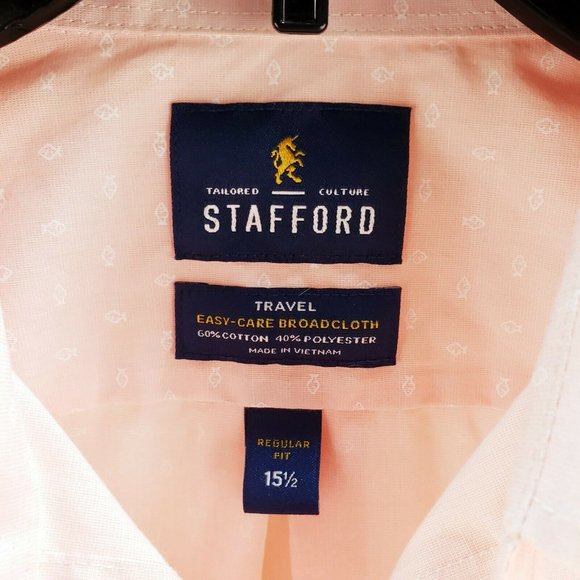 TAILORED CULTURE
STAFFORD
TRAVEL
EASY-CARE BROADCLOTH
60% COTTON 40% POLYESTER
MADE IN VIETNAM
REGULAR
FIT
15½